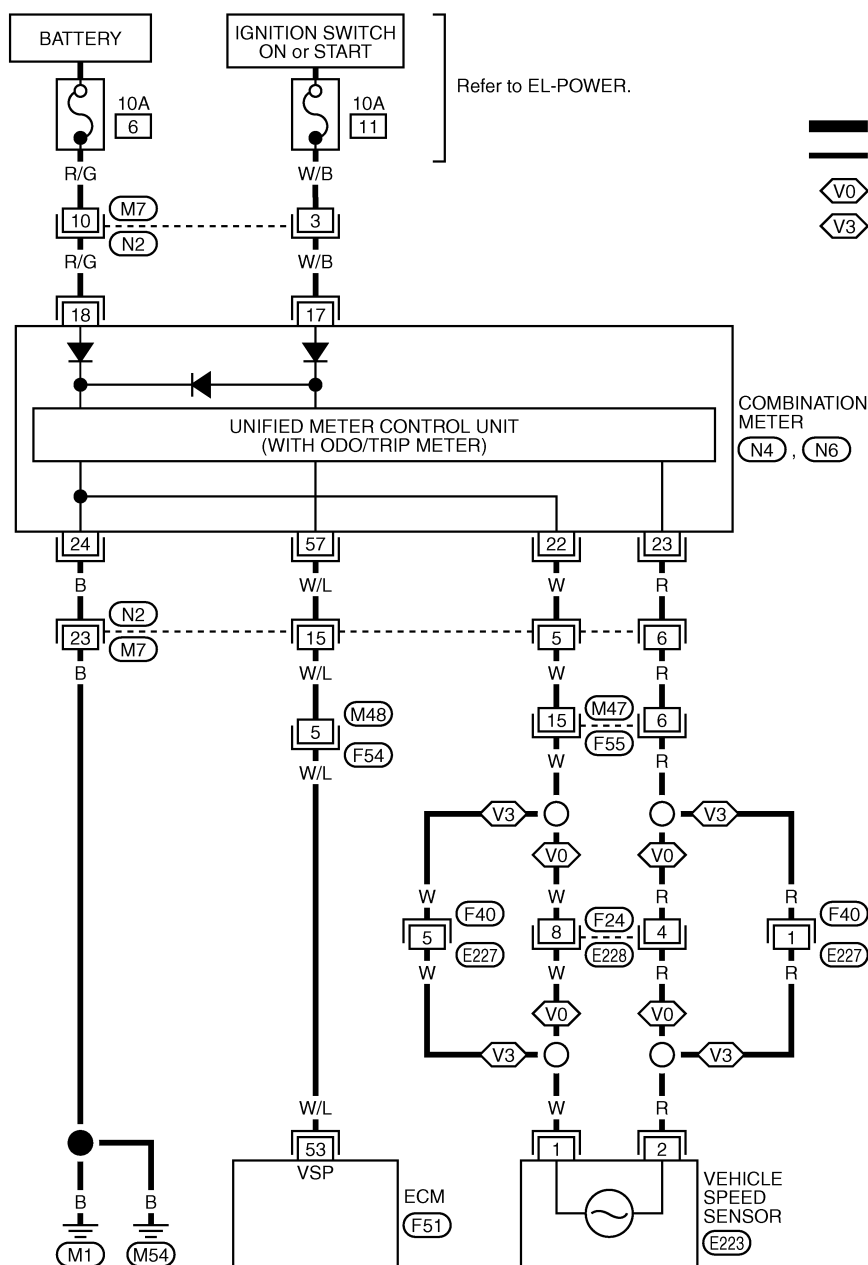 BATTERY
IGNITION SWITCH
ON or START
Refer to EL-POWER.
10A
6
10A
11
R/G
W/B
V0
V3
10
M7
N2
3
R/G
W/B
18
17
UNIFIED METER CONTROL UNIT
(WITH ODO/TRIP METER)
COMBINATION
METER
N4 , N6
24
57
22
23
B
W/L
W
R
N2
23
M7
15
5
6
B
W/L
W
R
5
M48
F54
15
M47
F55
6
W/L
W
R
V3
V3
V0
V0
W
W
R
R
5
F40
E227
8
F24
E228
4
1
F40
E227
W
W
R
R
V0
V0
V3
V3
W/L
W
R
53
1
2
VSP
ECM
F51
VEHICLE
SPEED
SENSOR
E223
B
B
M1
M54